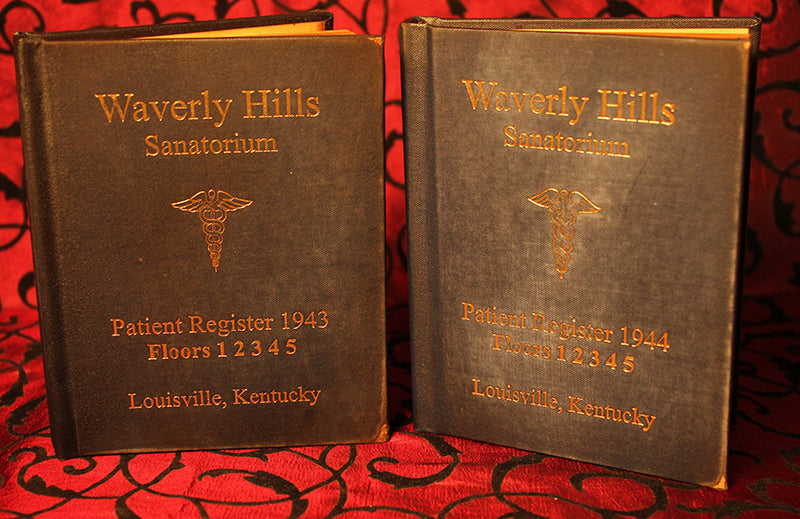 Waverly Hills
Sanatorium
Patient Register 1943
Floors 1 2 3 4 5
Louisville, Kentucky
Waverly Hills
Sanatorium
Patient Register 1944
Floors 1 2 3 4 5
Louisville, Kentucky